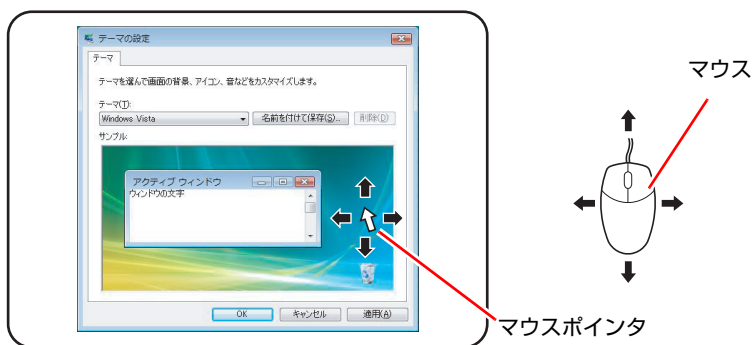 テーマの設定
テーマ
テーマを選んで画面の背景、アイコン、音などをカスタマイズします。
テーマ(T):
Windows Vista
名前を付けて保存(S)...
削除(D)
サンプル:
アクティブ ウィンドウ
ウィンドウの文字
OK
キャンセル
適用(A)
マウス
マウスポインタ